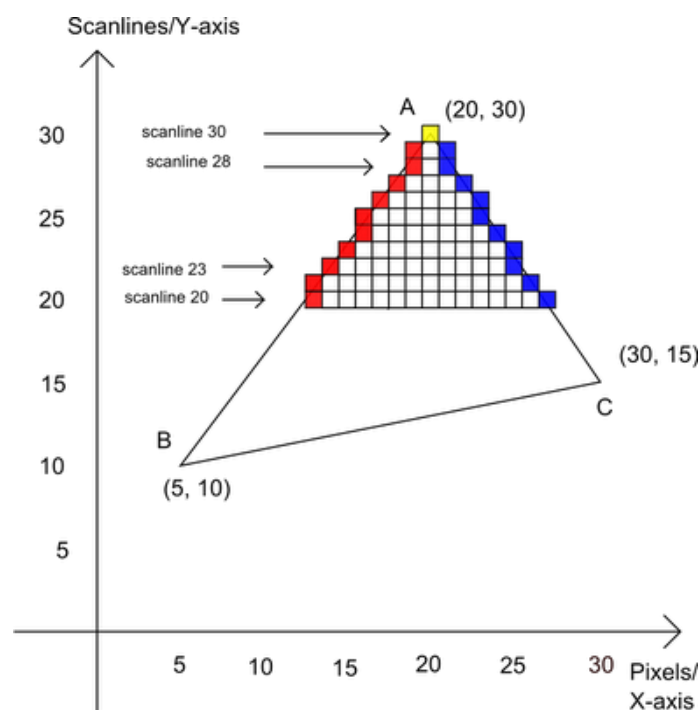 Scanlines/Y-axis
A (20, 30)
30
scanline 30
scanline 28
25
scanline 23
20
scanline 20
(30, 15)
15
C
B
10
(5, 10)
5
5 10 15 20 25 30 Pixels/
X-axis